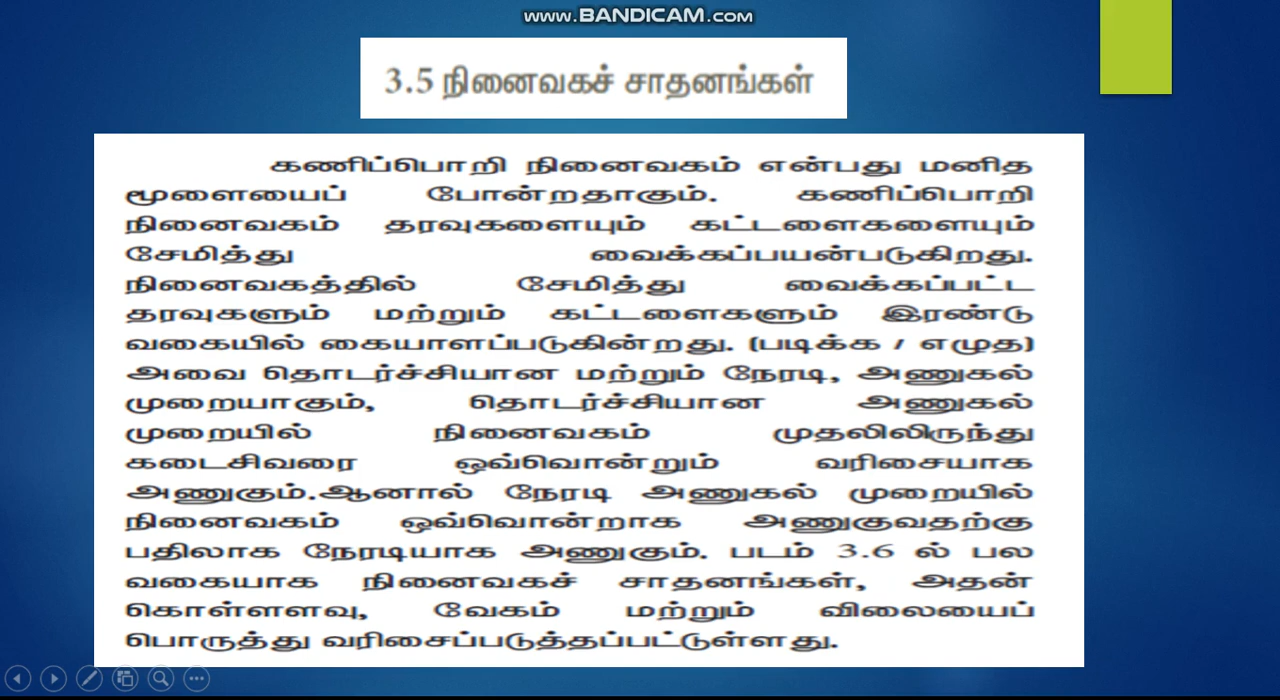 www.BANDICAM.com
3.5 நினைவகச் சாதனங்கள்
கணிப்பொறி நினைவகம் என்பது மனித
மூளையைப் போன்றதாகும். கணிப்பொறி
நினைவகம் தரவுகளையும் கட்டளைகளையும்
சேமித்து வைக்கப்பயன்படுகிறது.
நினைவகத்தில் சேமித்து வைக்கப்பட்ட
தரவுகளும் மற்றும் கட்டளைகளும் இரண்டு
வகையில் கையாளப்படுகின்றது. (படிக்க / எழுத)
அவை தொடர்ச்சியான மற்றும் நேரடி, அணுகல்
முறையாகும், தொடர்ச்சியான அணுகல்
முறையில் நினைவகம் முதலிலிருந்து
கடைசிவரை ஒவ்வொன்றும் வரிசையாக
அணுகும்.ஆனால் நேரடி அணுகல் முறையில்
நினைவகம் ஒவ்வொன்றாக அணுகுவதற்கு
பதிலாக நேரடியாக அணுகும். படம் 3.6 ல் பல
வகையாக நினைவகச் சாதனங்கள், அதன்
கொள்ளளவு, வேகம் மற்றும் விலையைப்
பொருத்து வரிசைப்படுத்தப்பட்டுள்ளது.